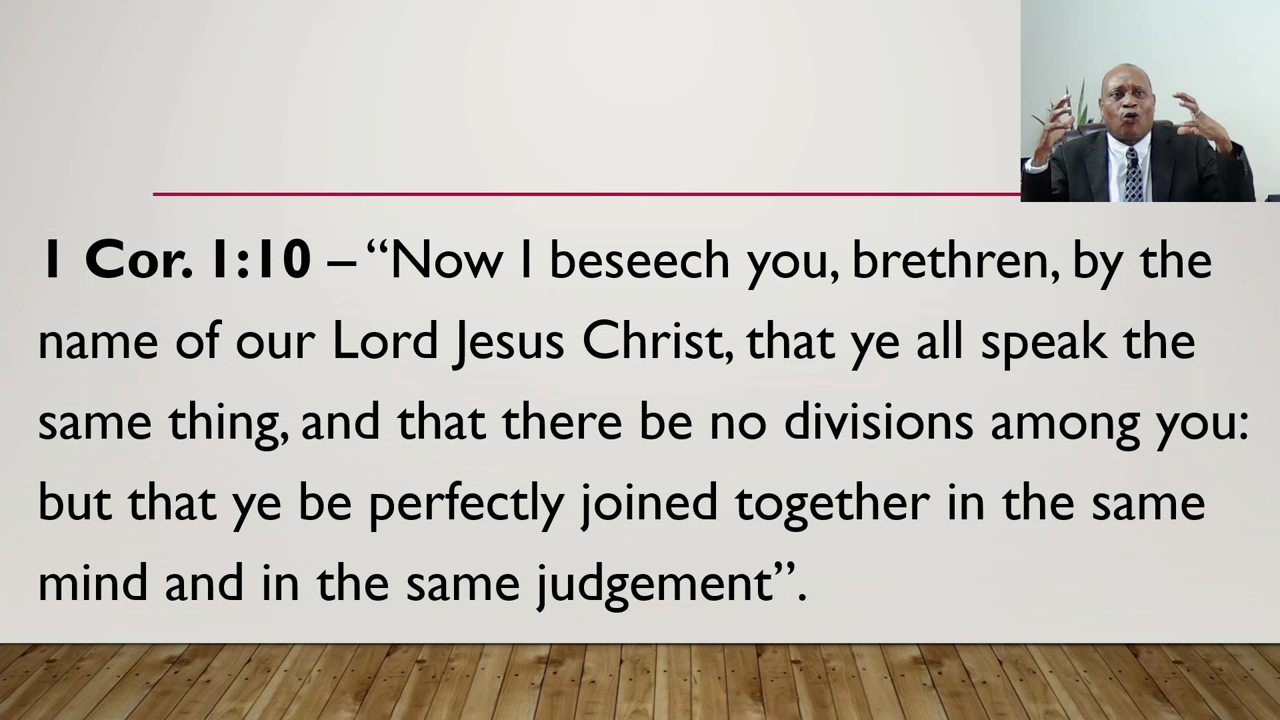 1 Cor. 1:10 – “Now I beseech you, brethren, by the
name of our Lord Jesus Christ, that ye all speak the
same thing, and that there be no divisions among you:
but that ye be perfectly joined together in the same
mind and in the same judgement”.